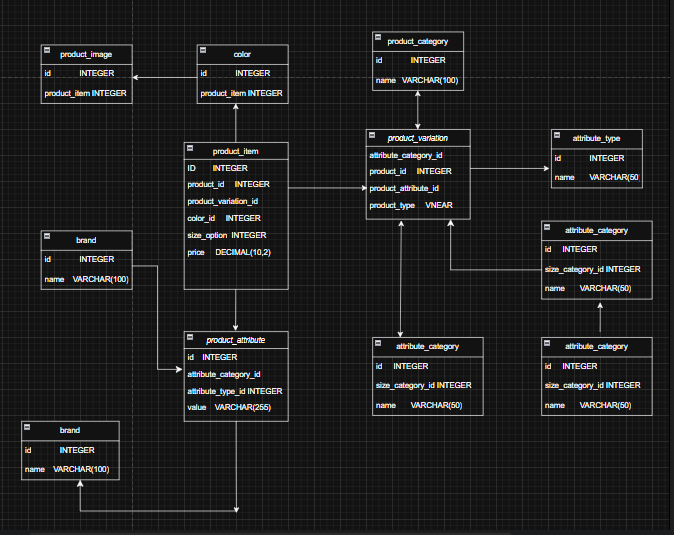 product_image
id INTEGER
product_item INTEGER
color
id INTEGER
product_item INTEGER
product_category
id INTEGER
name VARCHAR(100)
product_item
ID INTEGER
product_id INTEGER
product_variation_id
color_id INTEGER
size_option INTEGER
price DECIMAL(10,2)
product_variation
attribute_category_id
product_id INTEGER
product_attribute_id
product_type VNEAR
attribute_type
id INTEGER
name VARCHAR(50
brand
id INTEGER
name VARCHAR(100)
attribute_category
id INTEGER
size_category_id INTEGER
name VARCHAR(50)
product_attribute
id INTEGER
attribute_category_id
attribute_type_id INTEGER
value VARCHAR(255)
attribute_category
id INTEGER
size_category_id INTEGER
name VARCHAR(50)
attribute_category
id INTEGER
size_category_id INTEGER
name VARCHAR(50)
brand
id INTEGER
name VARCHAR(100)